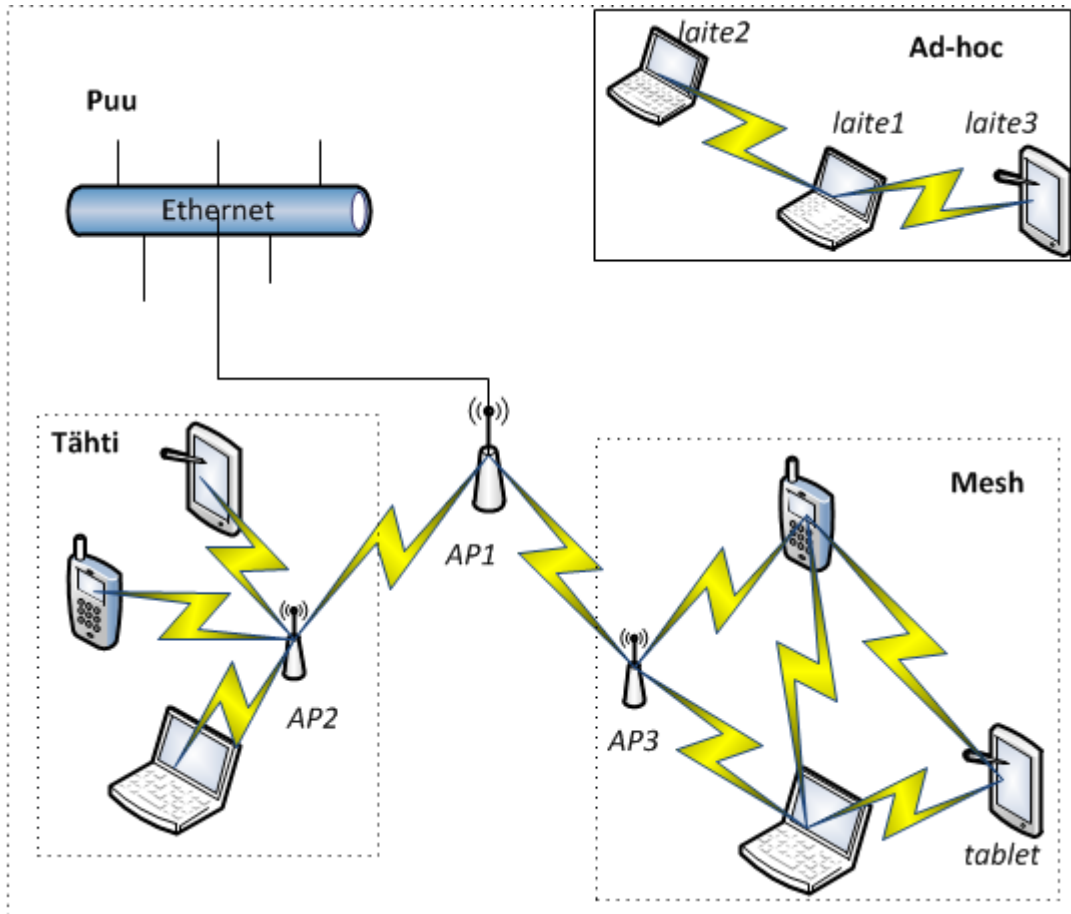 laite2
Ad-hoc
Puu
laite1
laite3
Ethernet
Tähti
AP1
Mesh
AP2
AP3
tablet